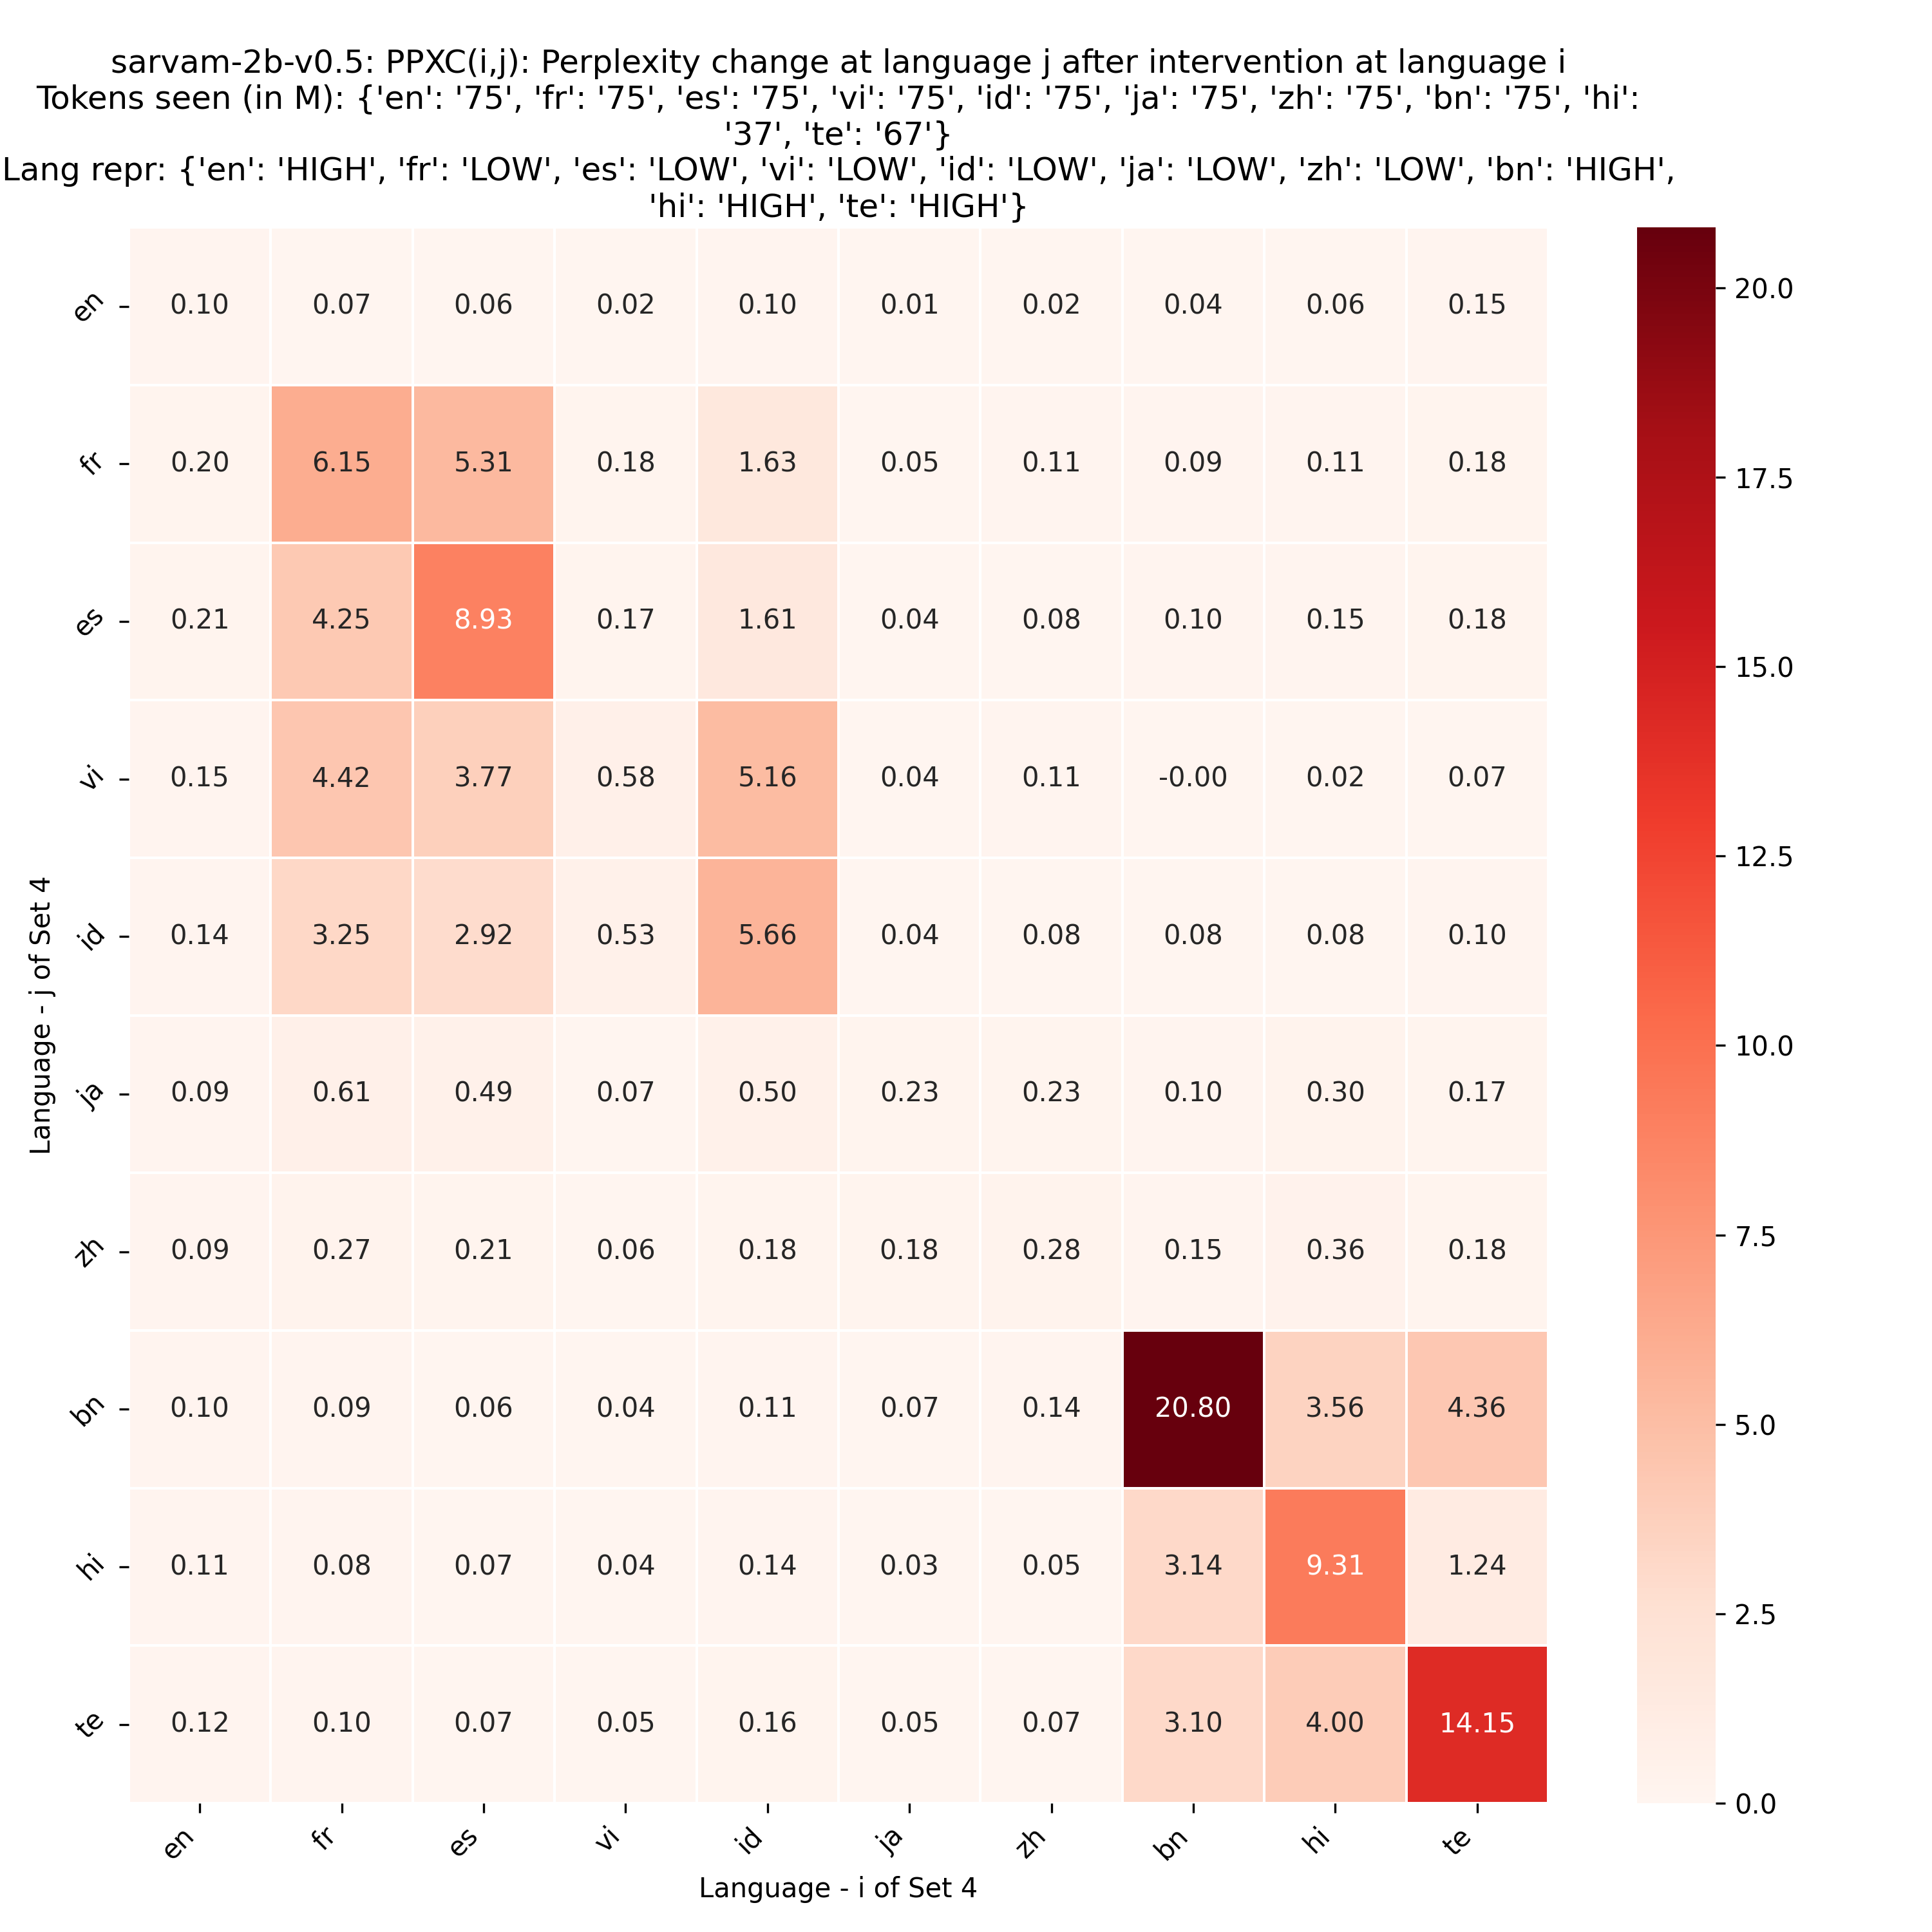 sarvam-2b-v0.5: PPXC(i,j): Perplexity change at language j after intervention at language i
Tokens seen (in M): {'en': '75', 'fr': '75', 'es': '75', 'vi': '75', 'id': '75', 'ja': '75', 'zh': '75', 'bn': '75', 'hi':
'37', 'te': '67'}
Lang repr: {'en': 'HIGH', 'fr': 'LOW', 'es': 'LOW', 'vi': 'LOW', 'id': 'LOW', 'ja': 'LOW', 'zh': 'LOW', 'bn': 'HIGH',
'hi': 'HIGH', 'te': 'HIGH'}
Language - j of Set 4
en 0.10 0.07 0.06 0.02 0.10 0.01 0.02 0.04 0.06 0.15
fr 0.20 6.15 5.31 0.18 1.63 0.05 0.11 0.09 0.11 0.18
es 0.21 4.25 8.93 0.17 1.61 0.04 0.08 0.10 0.15 0.18
vi 0.15 4.42 3.77 0.58 5.16 0.04 0.11 -0.00 0.02 0.07
id 0.14 3.25 2.92 0.53 5.66 0.04 0.08 0.08 0.08 0.10
ja 0.09 0.61 0.49 0.07 0.50 0.23 0.23 0.10 0.30 0.17
zh 0.09 0.27 0.21 0.06 0.18 0.18 0.28 0.15 0.36 0.18
bn 0.10 0.09 0.06 0.04 0.11 0.07 0.14 20.80 3.56 4.36
hi 0.11 0.08 0.07 0.04 0.14 0.03 0.05 3.14 9.31 1.24
te 0.12 0.10 0.07 0.05 0.16 0.05 0.07 3.10 4.00 14.15
en fr es vi id ja zh bn hi te
Language - i of Set 4
20.0
17.5
15.0
12.5
10.0
7.5
5.0
2.5
0.0